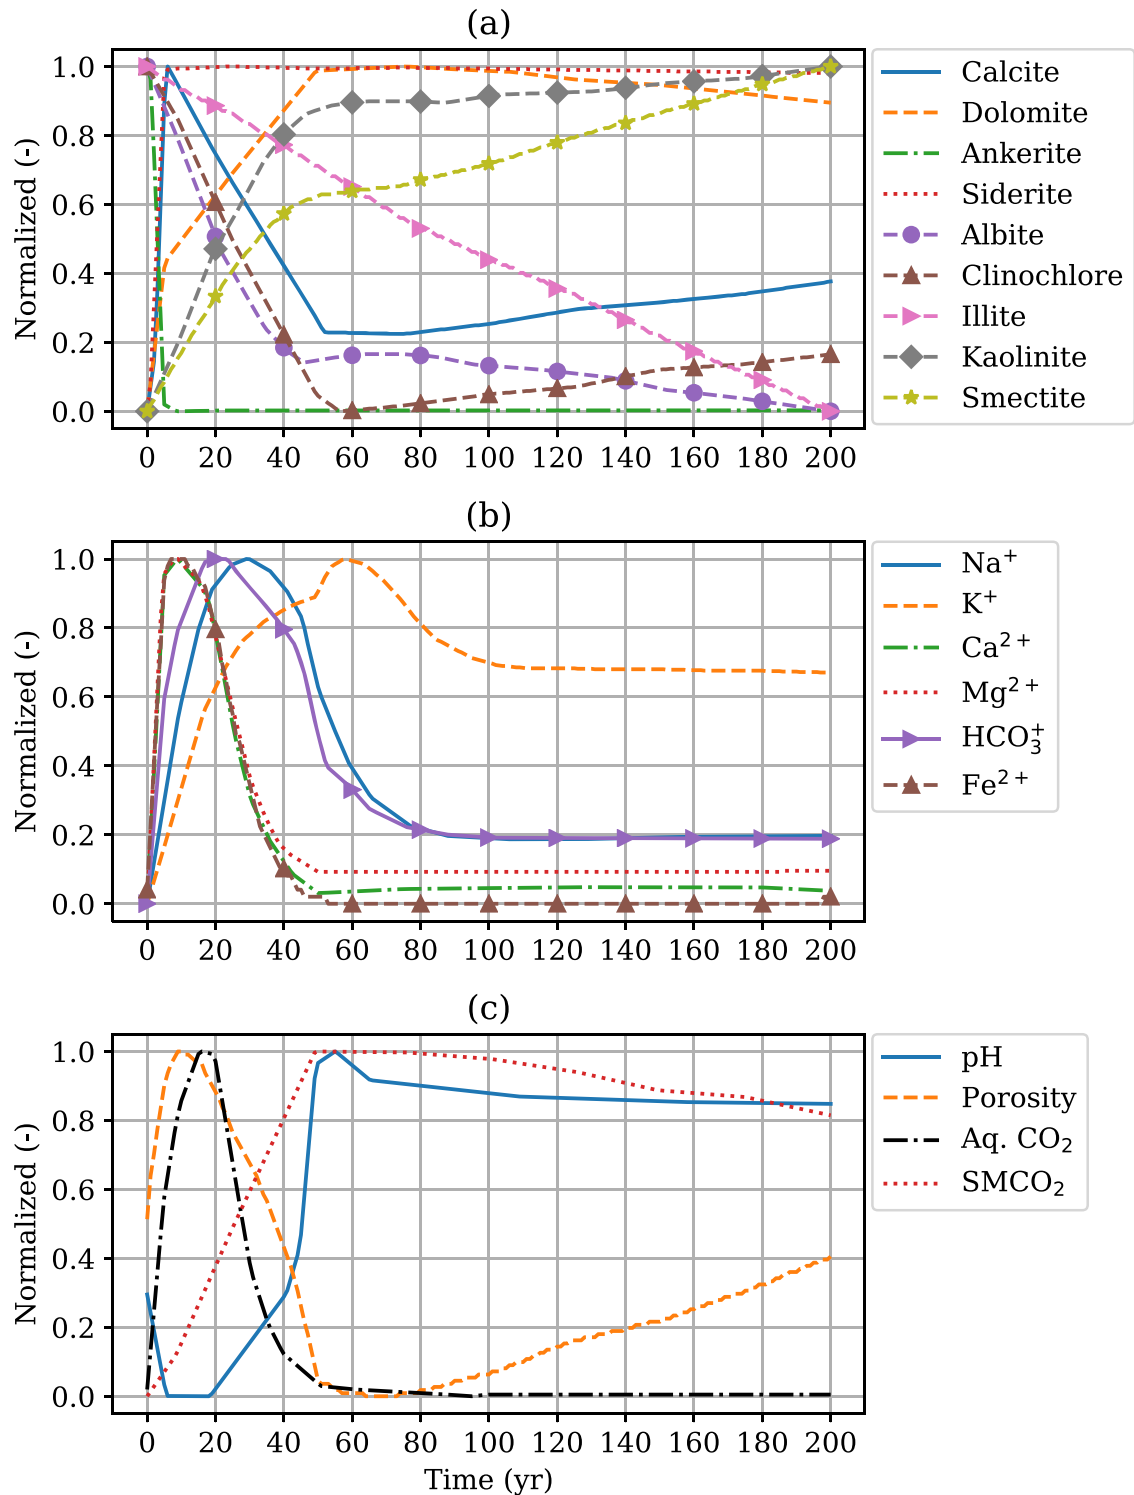 (a)
Normalized (-)
1.0
0.8
0.6
0.4
0.2
0.0
0 20 40 60 80 100 120 140 160 180 200
Calcite
Dolomite
Ankerite
Siderite
Albite
Clinochlore
Illite
Kaolinite
Smectite
(b)
Normalized (-)
1.0
0.8
0.6
0.4
0.2
0.0
0 20 40 60 80 100 120 140 160 180 200
Na⁺
K⁺
Ca²⁺
Mg²⁺
HCO₃⁺
Fe²⁺
(c)
Normalized (-)
1.0
0.8
0.6
0.4
0.2
0.0
0 20 40 60 80 100 120 140 160 180 200
Time (yr)
pH
Porosity
Aq. CO₂
SMCO₂